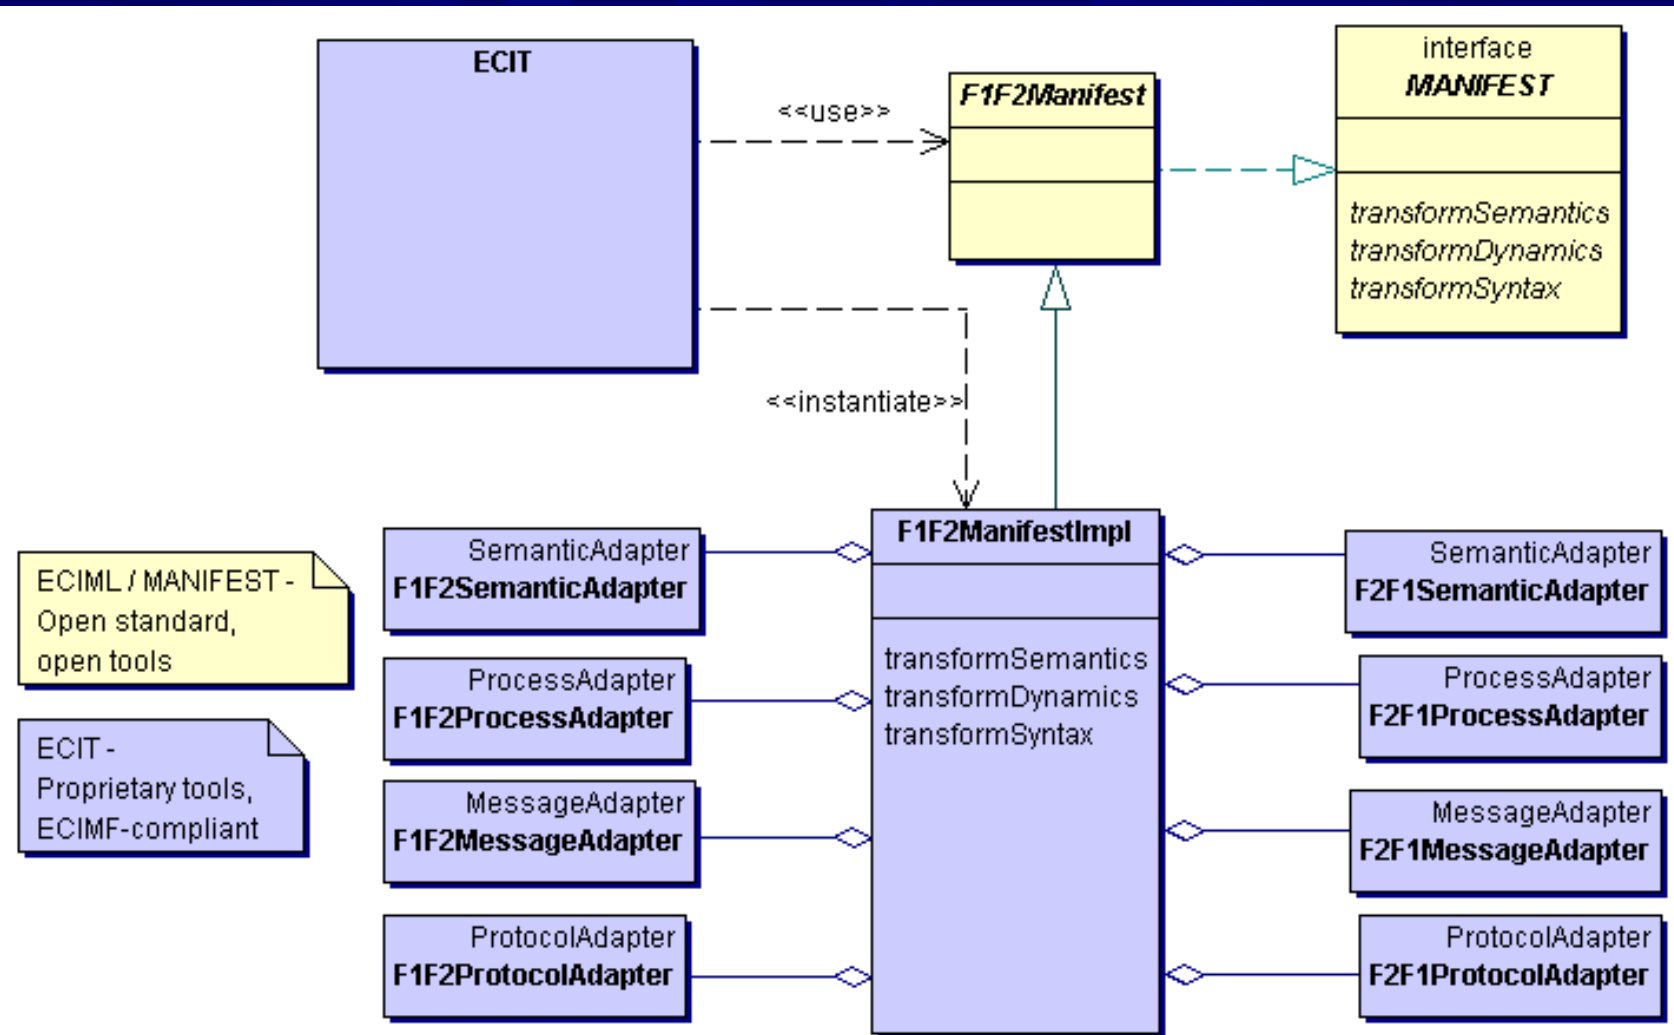 ECIT
<<use>>
F1F2Manifest
interface
MANIFEST
transformSemantics
transformDynamics
transformSyntax
<<instantiate>>
F1F2ManifestImpl
transformSemantics
transformDynamics
transformSyntax
ECIML / MANIFEST -
Open standard,
open tools
ECIT -
Proprietary tools,
ECIMF-compliant
SemanticAdapter
F1F2SemanticAdapter
ProcessAdapter
F1F2ProcessAdapter
MessageAdapter
F1F2MessageAdapter
ProtocolAdapter
F1F2ProtocolAdapter
SemanticAdapter
F2F1SemanticAdapter
ProcessAdapter
F2F1ProcessAdapter
MessageAdapter
F2F1MessageAdapter
ProtocolAdapter
F2F1ProtocolAdapter